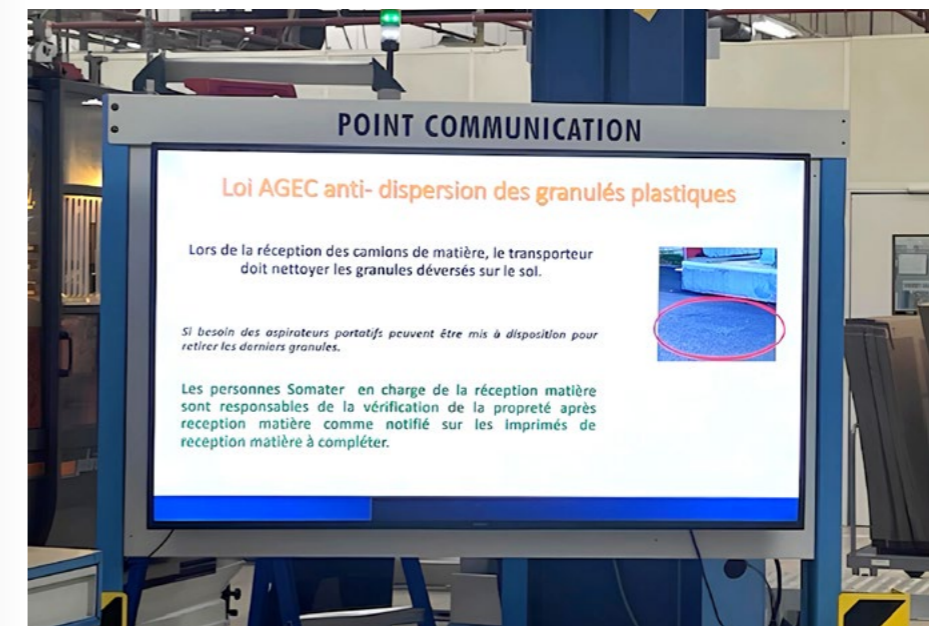 POINT COMMUNICATION
Loi AGEC anti- dispersion des granulés plastiques
Lors de la réception des camions de matière, le transporteur
doit nettoyer les granules déversés sur le sol.
Si besoin des aspirateurs portatifs peuvent être mis à disposition pour
retirer les derniers granules.
Les personnes Somater en charge de la réception matière
sont responsables de la vérification de la propreté après
reception matière comme notifié sur les imprimés de
reception matière à compléter.